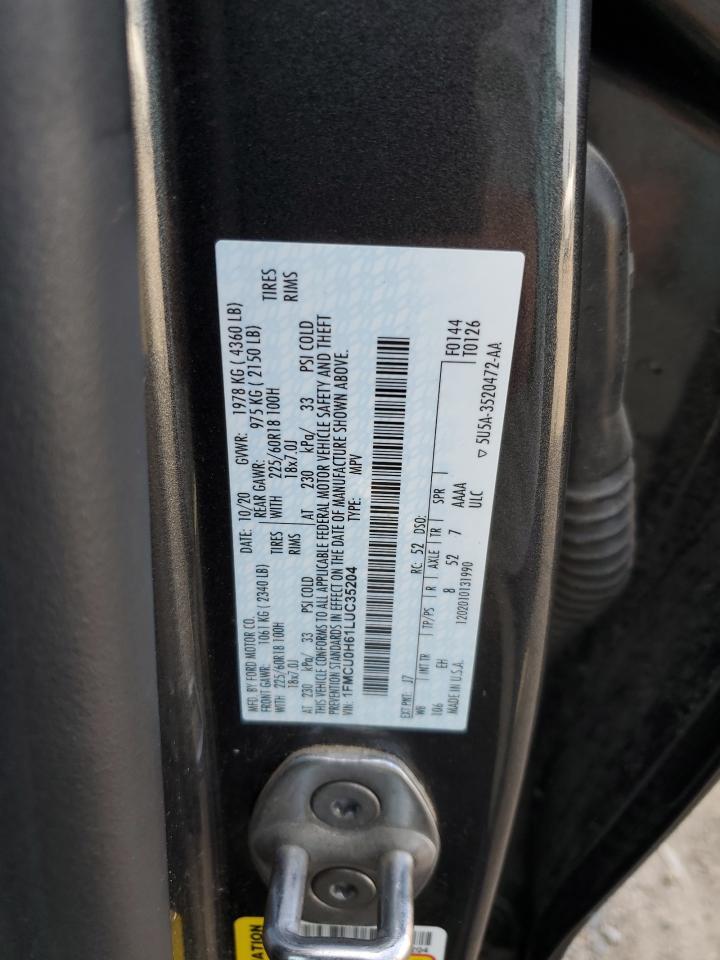 MFD. BY FORD MOTOR CO. DATE: 10/20 GVWR: 1978 KG ( 4360 LB)
FRONT GAWR: 1061 KG ( 2340 LB) REAR GAWR: 975 KG ( 2150 LB)
WITH 225/60R18 100H TIRES WITH 225/60R18 100H TIRES
18x7.0J RIMS 18x7.0J RIMS
AT 230 kPa/ 33 PSI COLD AT 230 kPa/ 33 PSI COLD
THIS VEHICLE CONFORMS TO ALL APPLICABLE FEDERAL MOTOR VEHICLE SAFETY AND THEFT
PREVENTION STANDARDS IN EFFECT ON THE DATE OF MANUFACTURE SHOWN ABOVE.
VIN: 1FMCU0H61LUC35204 TYPE: MPV
EXT PNT: J7 RC: 52 DSO: F0144
WB INT TR TP/PS R AXLE TR SPR T0126
106 EH 8 52 7 AAAA
MADE IN U.S.A. 1202010131990 ULC ▽ 5U5A-3520472-AA